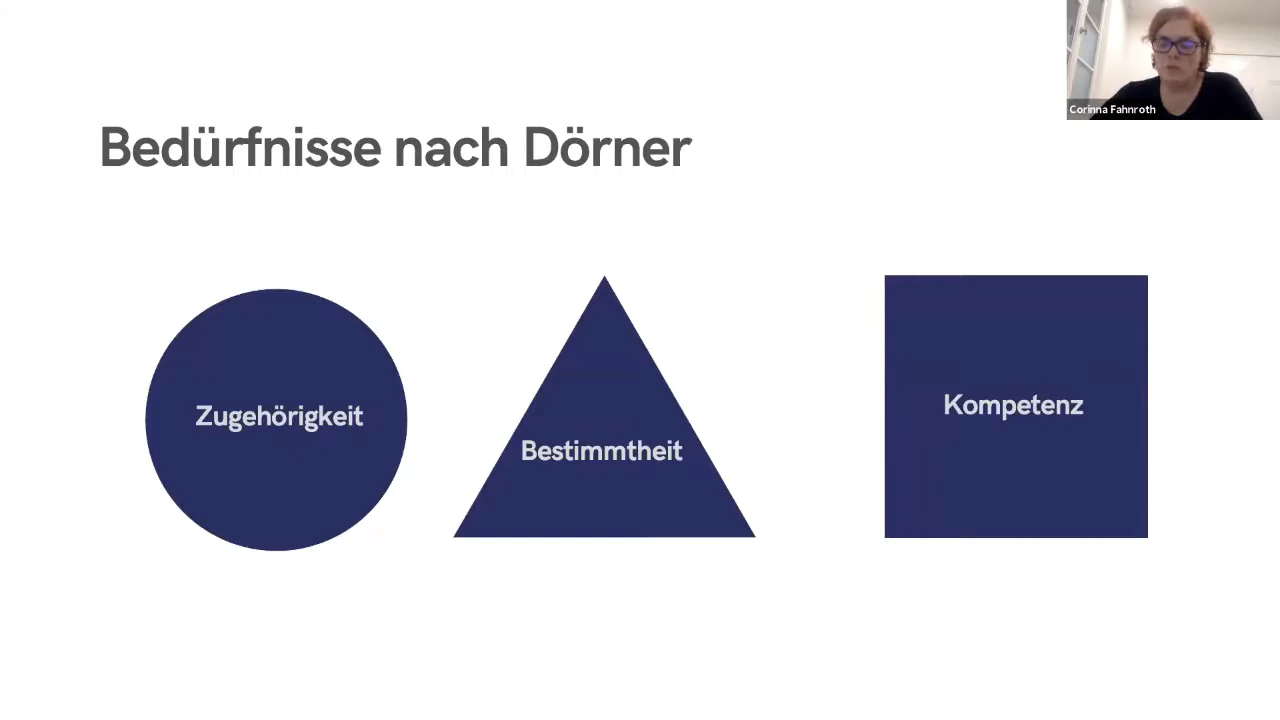 Corinna Fahnroth
Bedürfnisse nach Dörner
Zugehörigkeit
Bestimmtheit
Kompetenz